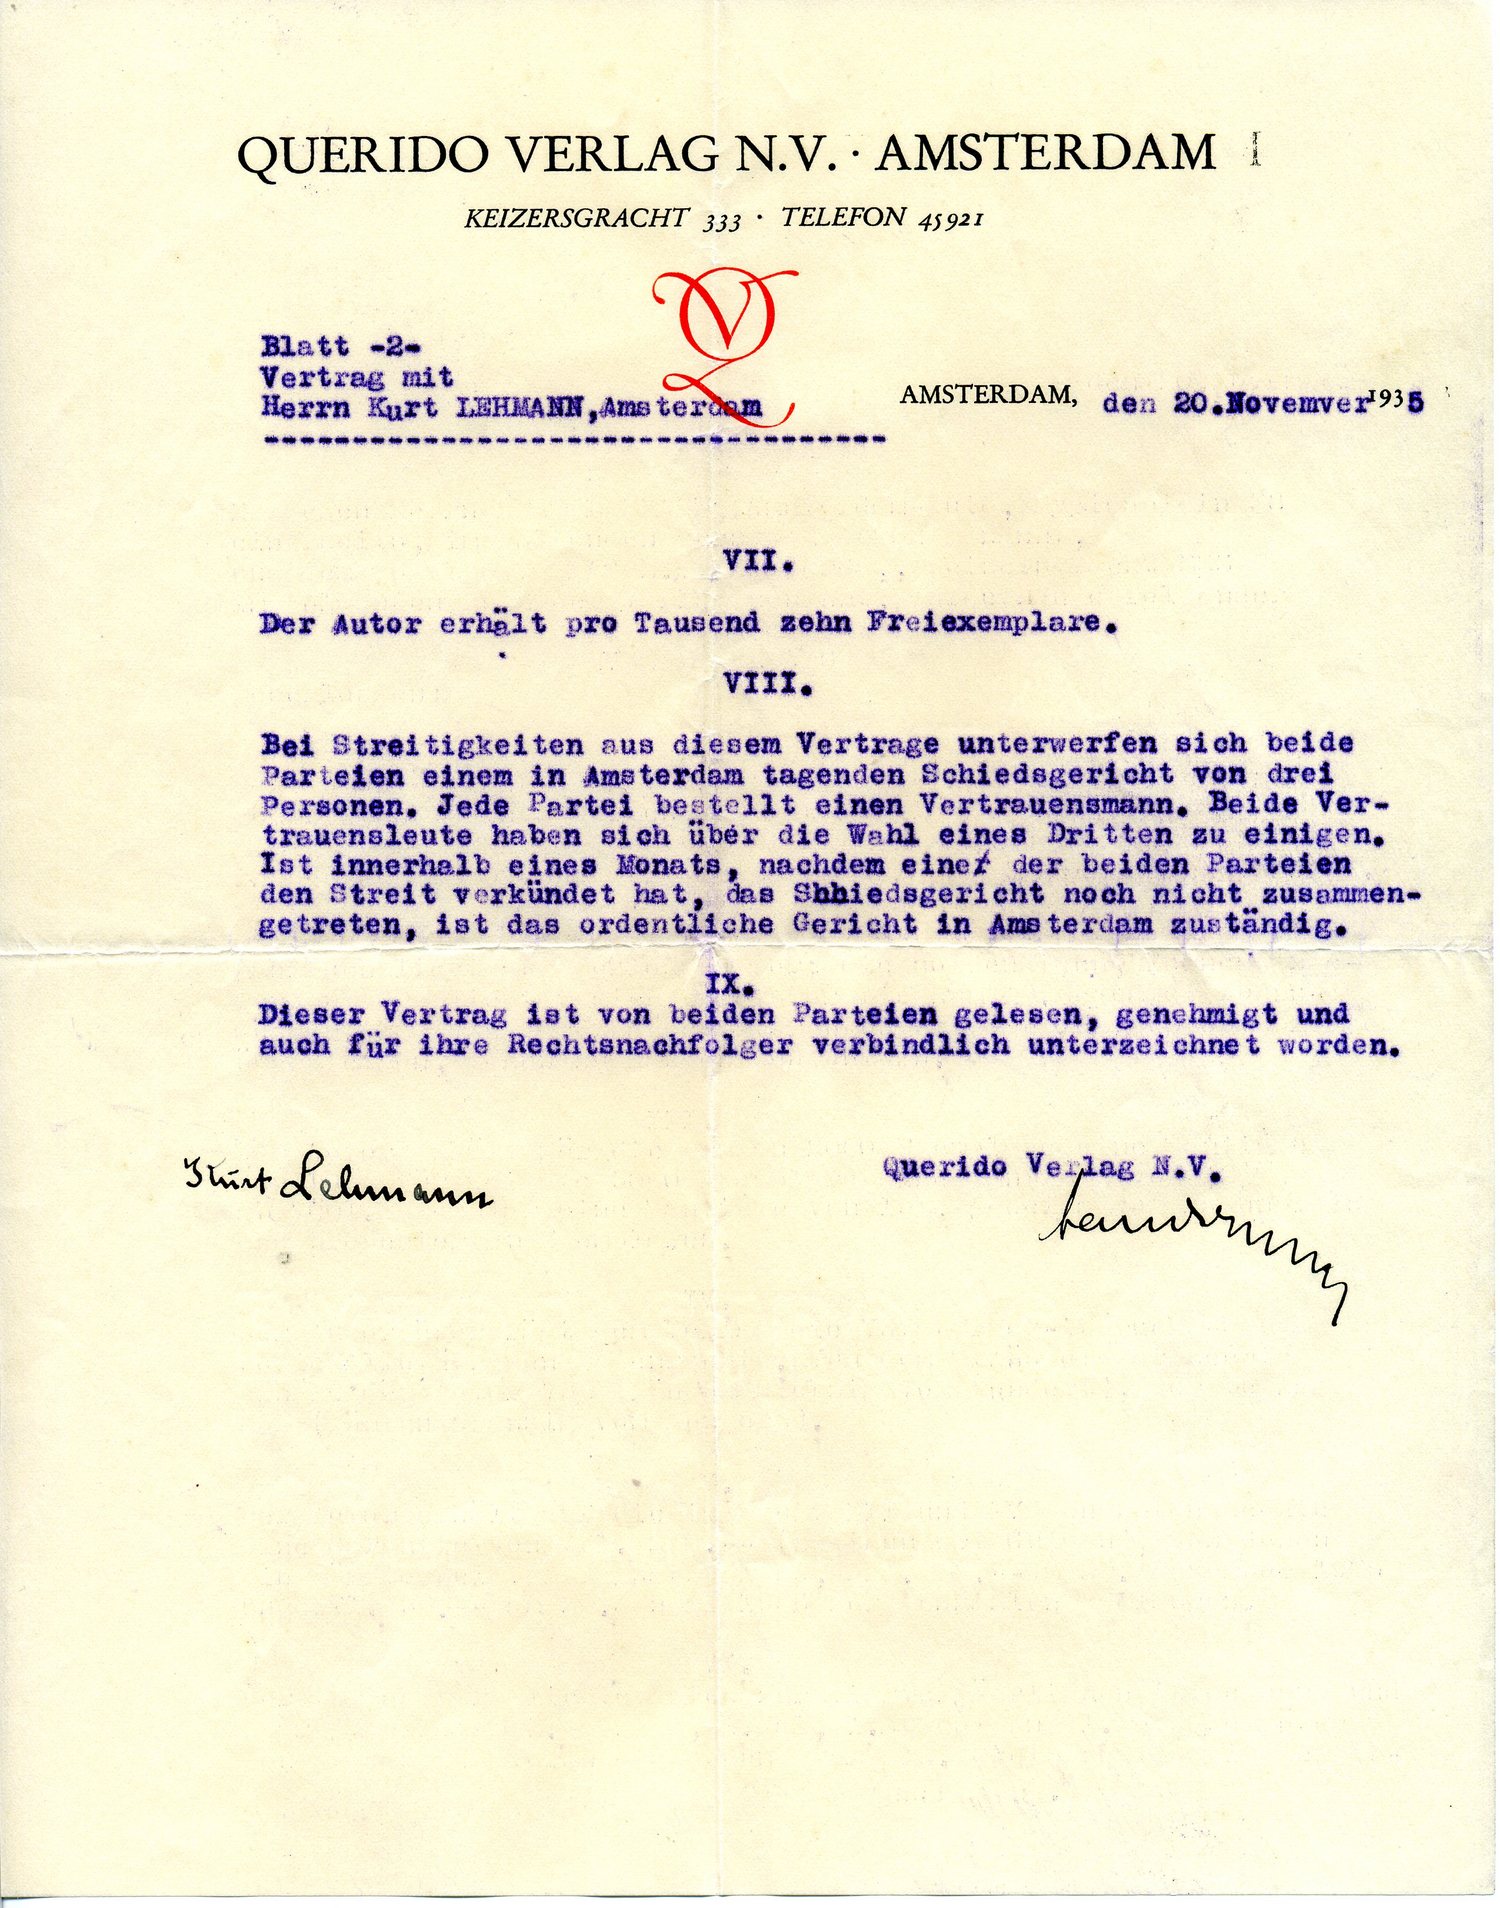 QUERIDO VERLAG N.V. · AMSTERDAM
KEIZERSGRACHT 333 · TELEFON 45921
Blatt -2-
Vertrag mit
Herrn Kurt LEHMANN,Amsterdam
AMSTERDAM, den 20.Novemver 1935
VII.
Der Autor erhält pro Tausend zehn Freiexemplare.
VIII.
Bei Streitigkeiten aus diesem Vertrage unterwerfen sich beide
Parteien einem in Amsterdam tagenden Schiedsgericht von drei
Personen. Jede Partei bestellt einen Vertrauensmann. Beide Ver-
trauensleute haben sich über die Wahl eines Dritten zu einigen.
Ist innerhalb eines Monats, nachdem einer der beiden Parteien
den Streit verkündet hat, das Shhiedsgericht noch nicht zusammen-
getreten, ist das ordentliche Gericht in Amsterdam zuständig.
IX.
Dieser Vertrag ist von beiden Parteien gelesen, genehmigt und
auch für ihre Rechtsnachfolger verbindlich unterzeichnet worden.
Kurt Lehmann
Querido Verlag N.V.